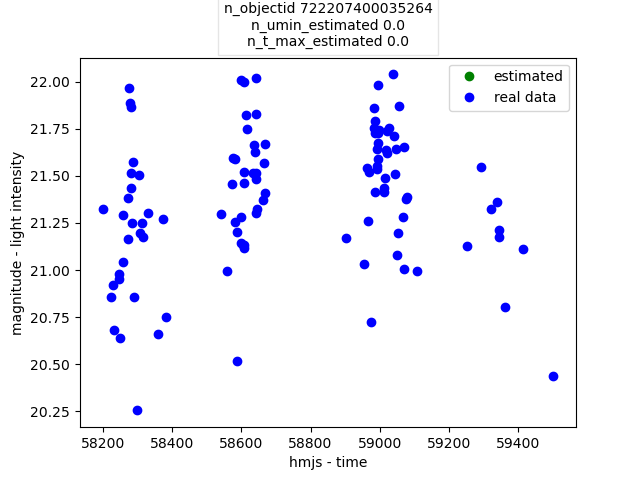 n_objectid 722207400035264
n_umin_estimated 0.0
n_t_max_estimated 0.0
estimated
real data
magnitude - light intensity
22.00
21.75
21.50
21.25
21.00
20.75
20.50
20.25
58200 58400 58600 58800 59000 59200 59400
hmjs - time